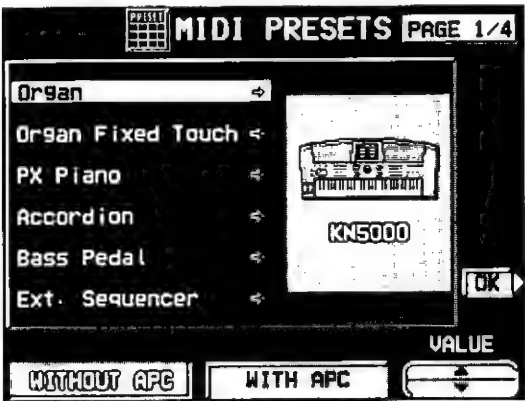 PRESET
MIDI PRESETS PAGE 1/4
Organ
Organ Fixed Touch
PX Piano
Accordion
Bass Pedal
Ext. Sequencer
KN5000
OK
VALUE
WITHOUT APC
WITH APC